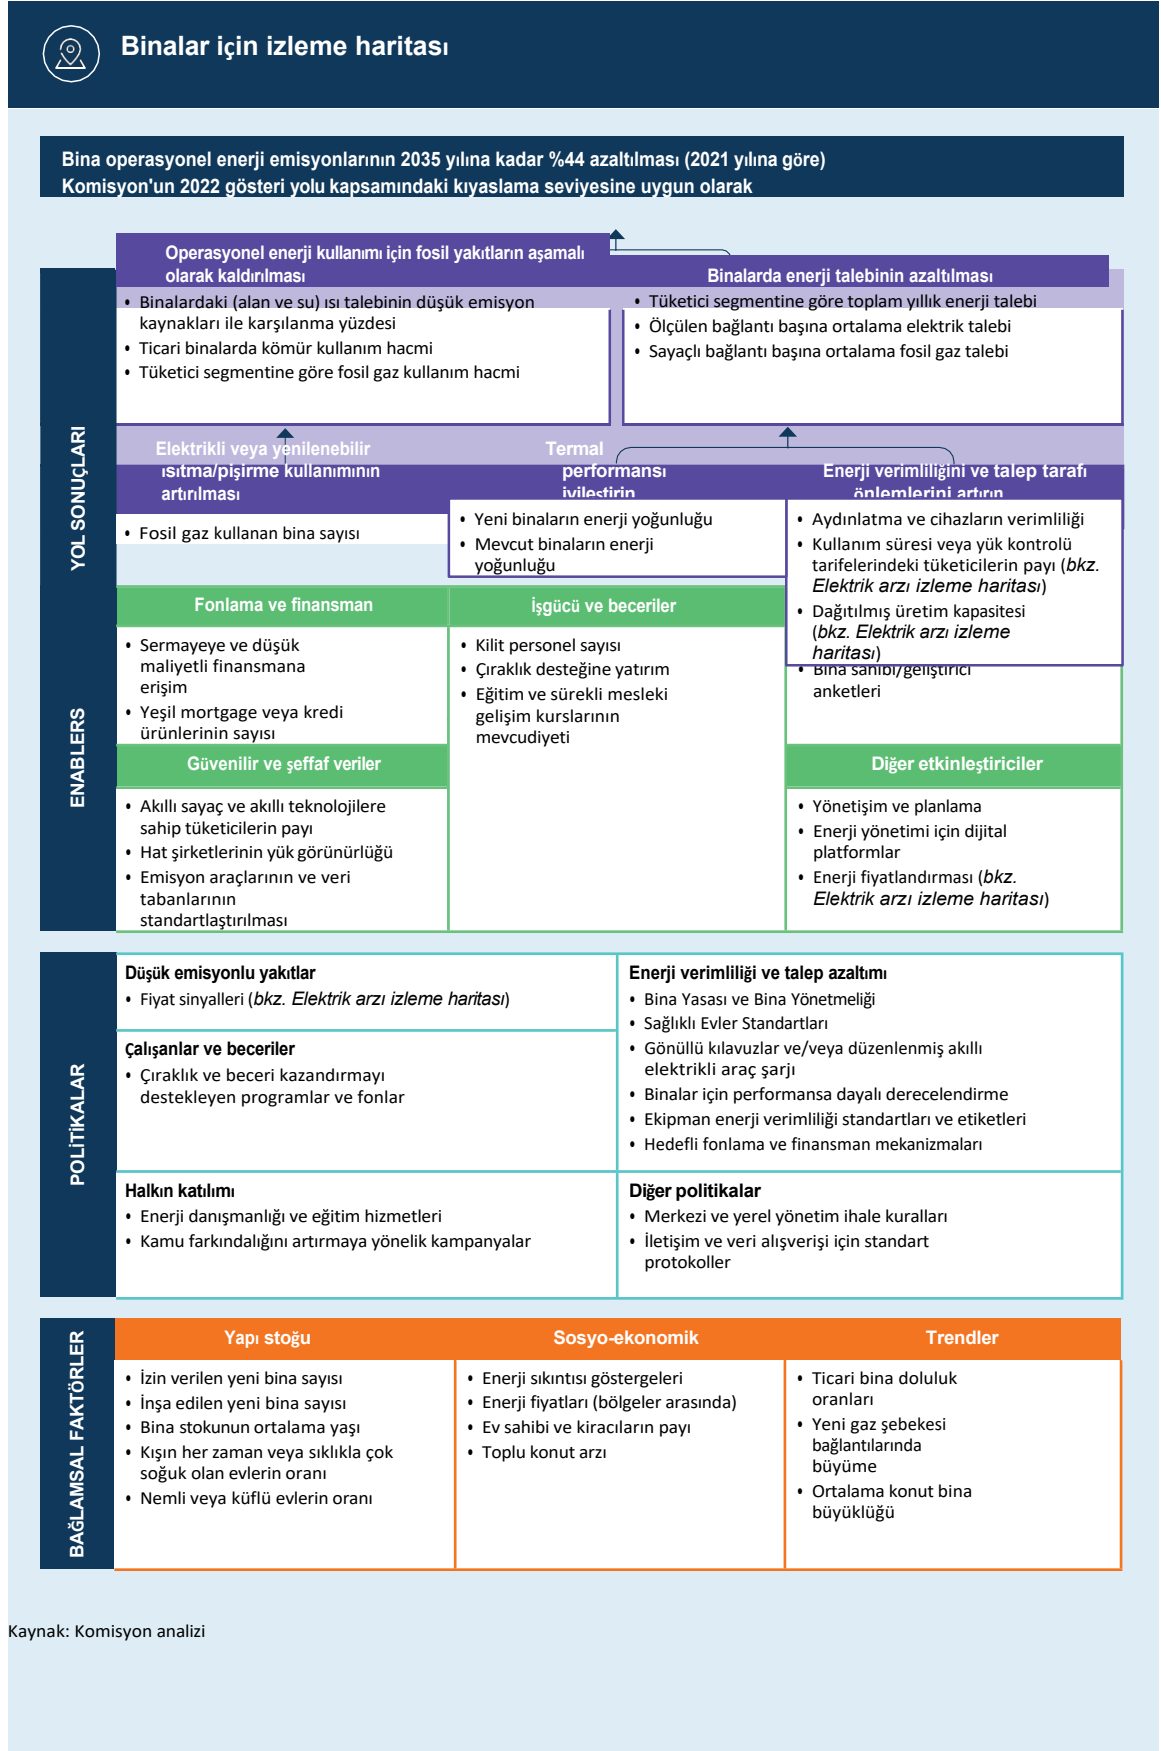 Binalar için izleme haritası
Bina operasyonel enerji emisyonlarının 2035 yılına kadar %44 azaltılması (2021 yılına göre)
Komisyon'un 2022 gösteri yolu kapsamındaki kıyaslama seviyesine uygun olarak
YOL SONUÇLARI
Operasyonel enerji kullanımı için fosil yakıtların aşamalı
olarak kaldırılması
• Binalardaki (alan ve su) ısı talebinin düşük emisyon
kaynakları ile karşılanma yüzdesi
• Ticari binalarda kömür kullanım hacmi
• Tüketici segmentine göre fosil gaz kullanım hacmi
Binalarda enerji talebinin azaltılması
• Tüketici segmentine göre toplam yıllık enerji talebi
• Ölçülen bağlantı başına ortalama elektrik talebi
• Sayaçlı bağlantı başına ortalama fosil gaz talebi
Elektrikli veya yenilenebilir
ısıtma/pişirme kullanımının
artırılması
• Fosil gaz kullanan bina sayısı
Termal
performansı
iyileştirin
• Yeni binaların enerji yoğunluğu
• Mevcut binaların enerji
yoğunluğu
Enerji verimliliğini ve talep tarafı
önlemlerini artırın
• Aydınlatma ve cihazların verimliliği
• Kullanım süresi veya yük kontrolü
tarifelerindeki tüketicilerin payı (bkz.
Elektrik arzı izleme haritası)
• Dağıtılmış üretim kapasitesi
(bkz. Elektrik arzı izleme
haritası)
ENABLERS
Fonlama ve finansman
• Sermayeye ve düşük
maliyetli finansmana
erişim
• Yeşil mortgage veya kredi
ürünlerinin sayısı
İşgücü ve beceriler
• Kilit personel sayısı
• Çıraklık desteğine yatırım
• Eğitim ve sürekli mesleki
gelişim kurslarının
mevcudiyeti
• Bina sahibi/geliştirici
anketleri
Güvenilir ve şeffaf veriler
• Akıllı sayaç ve akıllı teknolojilere
sahip tüketicilerin payı
• Hat şirketlerinin yük görünürlüğü
• Emisyon araçlarının ve veri
tabanlarının
standartlaştırılması
Diğer etkinleştiriciler
• Yönetişim ve planlama
• Enerji yönetimi için dijital
platformlar
• Enerji fiyatlandırması (bkz.
Elektrik arzı izleme haritası)
POLİTİKALAR
Düşük emisyonlu yakıtlar
• Fiyat sinyalleri (bkz. Elektrik arzı izleme haritası)
Çalışanlar ve beceriler
• Çıraklık ve beceri kazandırmayı
destekleyen programlar ve fonlar
Enerji verimliliği ve talep azaltımı
• Bina Yasası ve Bina Yönetmeliği
• Sağlıklı Evler Standartları
• Gönüllü kılavuzlar ve/veya düzenlenmiş akıllı
elektrikli araç şarjı
• Binalar için performansa dayalı derecelendirme
• Ekipman enerji verimliliği standartları ve etiketleri
• Hedefli fonlama ve finansman mekanizmaları
Halkın katılımı
• Enerji danışmanlığı ve eğitim hizmetleri
• Kamu farkındalığını artırmaya yönelik kampanyalar
Diğer politikalar
• Merkezi ve yerel yönetim ihale kuralları
• İletişim ve veri alışverişi için standart
protokoller
BAĞLAMSAL FAKTÖRLER
Yapı stoğu
• İzin verilen yeni bina sayısı
• İnşa edilen yeni bina sayısı
• Bina stokunun ortalama yaşı
• Kışın her zaman veya sıklıkla çok
soğuk olan evlerin oranı
• Nemli veya küflü evlerin oranı
Sosyo-ekonomik
• Enerji sıkıntısı göstergeleri
• Enerji fiyatları (bölgeler arasında)
• Ev sahibi ve kiracıların payı
• Toplu konut arzı
Trendler
• Ticari bina doluluk
oranları
• Yeni gaz şebekesi
bağlantılarında
büyüme
• Ortalama konut bina
büyüklüğü
Kaynak: Komisyon analizi